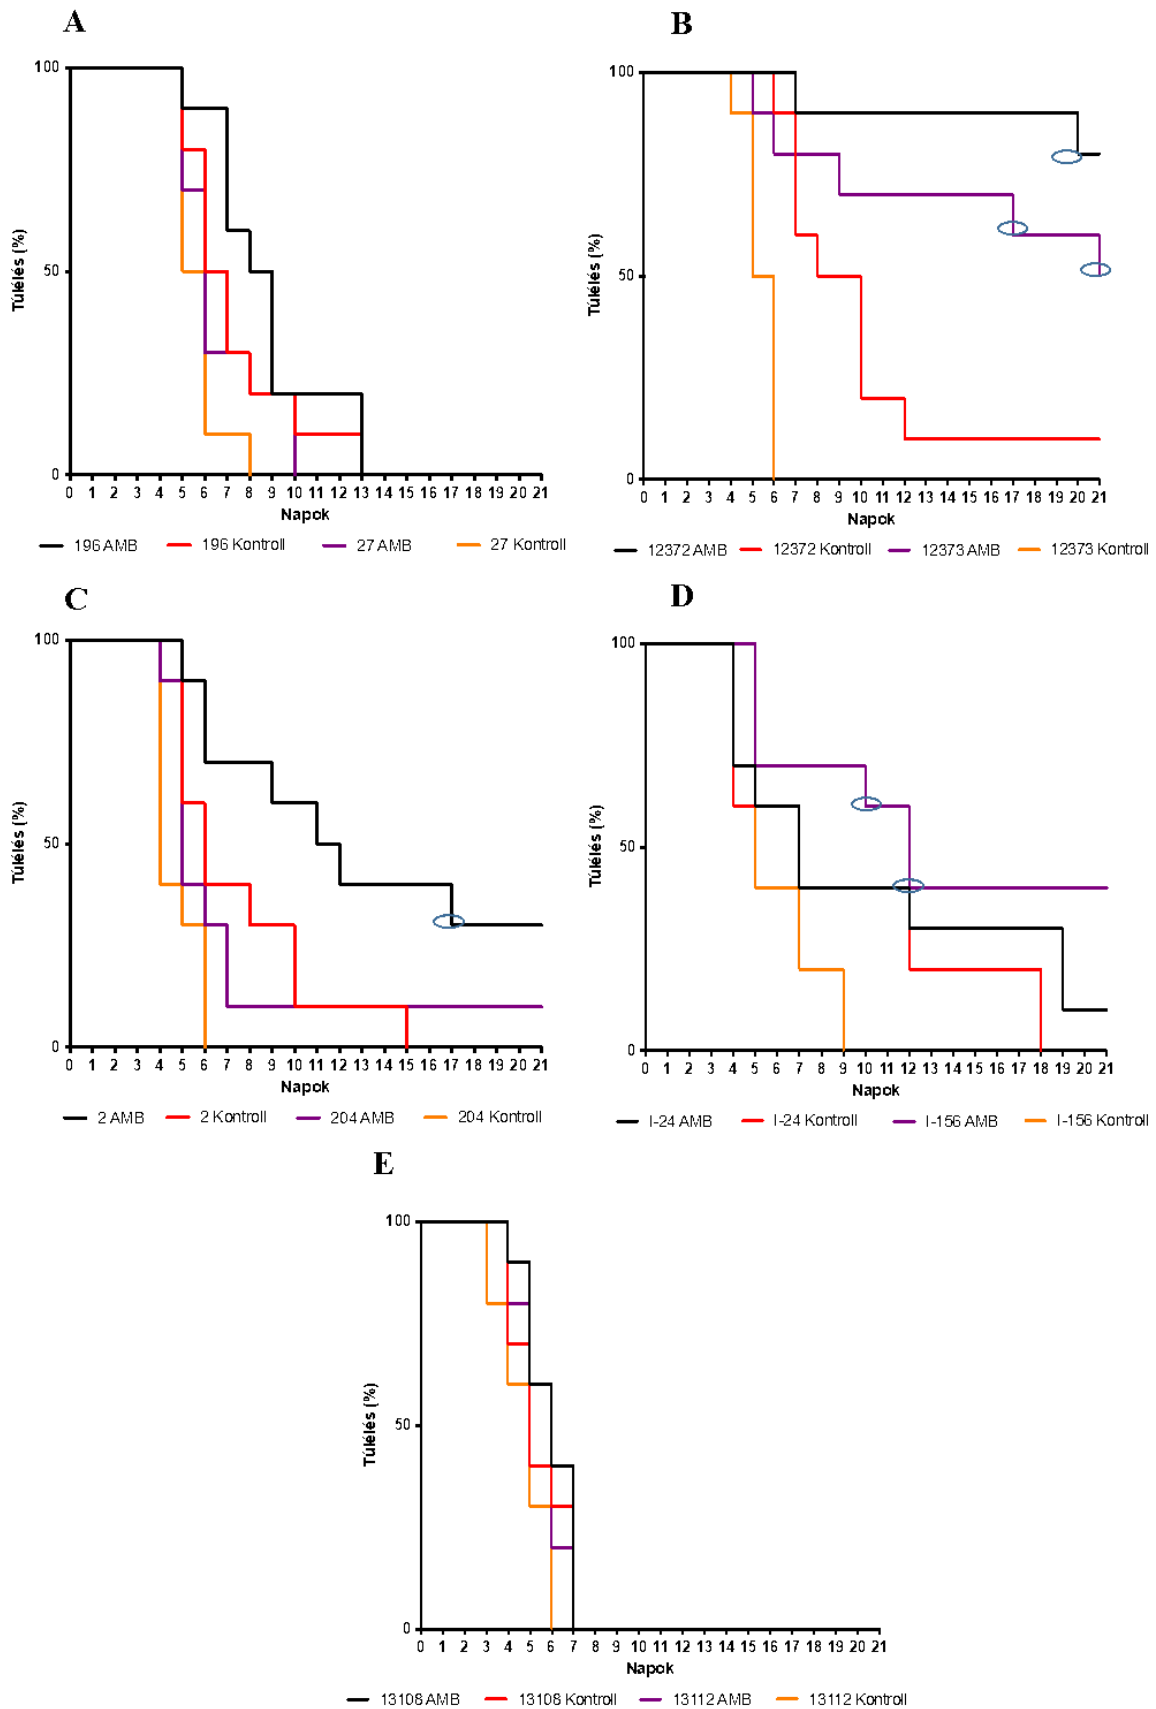 A
Túlélés (%)
100
50
0
0 1 2 3 4 5 6 7 8 9 10 11 12 13 14 15 16 17 18 19 20 21
Napok
196 AMB 196 Kontroll 27 AMB 27 Kontroll
B
Túlélés (%)
100
50
0
0 1 2 3 4 5 6 7 8 9 10 11 12 13 14 15 16 17 18 19 20 21
Napok
12372 AMB 12372 Kontroll 12373 AMB 12373 Kontroll
C
Túlélés (%)
100
50
0
0 1 2 3 4 5 6 7 8 9 10 11 12 13 14 15 16 17 18 19 20 21
Napok
2 AMB 2 Kontroll 204 AMB 204 Kontroll
D
Túlélés (%)
100
50
0
0 1 2 3 4 5 6 7 8 9 10 11 12 13 14 15 16 17 18 19 20 21
Napok
I-24 AMB I-24 Kontroll I-156 AMB I-156 Kontroll
E
Túlélés (%)
100
50
0
0 1 2 3 4 5 6 7 8 9 10 11 12 13 14 15 16 17 18 19 20 21
Napok
13108 AMB 13108 Kontroll 13112 AMB 13112 Kontroll